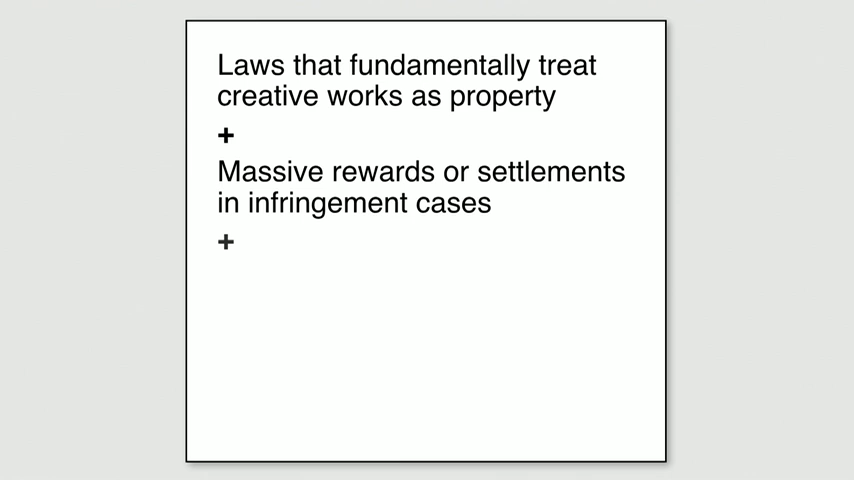 Laws that fundamentally treat
creative works as property
+
Massive rewards or settlements
in infringement cases
+